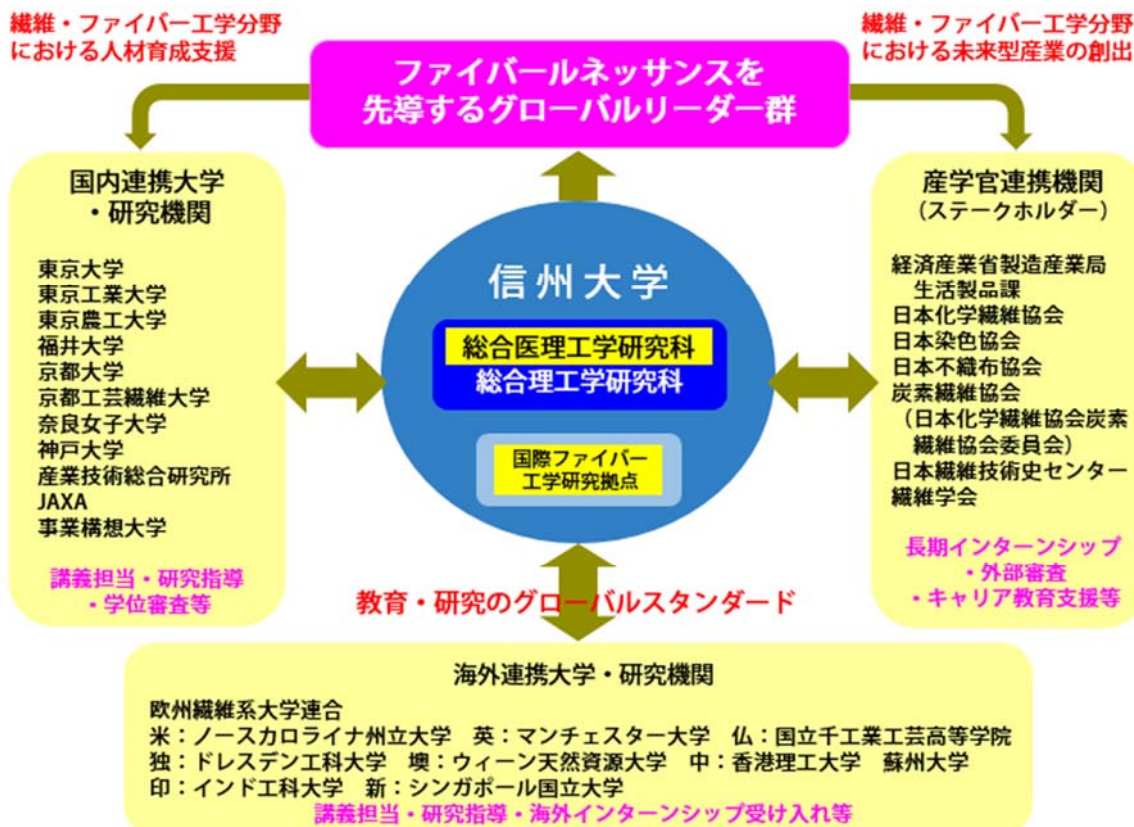 繊維・ファイバー工学分野
における人材育成支援
繊維・ファイバー工学分野
における未来型産業の創出
ファイバールネッサンスを
先導するグローバルリーダー群
国内連携大学
・研究機関
東京大学
東京工業大学
東京農工大学
福井大学
京都大学
京都工芸繊維大学
奈良女子大学
神戸大学
産業技術総合研究所
JAXA
事業構想大学
講義担当・研究指導
・学位審査等
信州大学
総合医理工学研究科
総合理工学研究科
国際ファイバー
工学研究拠点
産学官連携機関
（ステークホルダー）
経済産業省製造産業局
生活製品課
日本化学繊維協会
日本染色協会
日本不織布協会
炭素繊維協会
（日本化学繊維協会炭素
繊維協会委員会）
日本繊維技術史センター
繊維学会
長期インターンシップ
・外部審査
・キャリア教育支援等
教育・研究のグローバルスタンダード
海外連携大学・研究機関
欧州繊維系大学連合
米：ノースカロライナ州立大学　英：マンチェスター大学　仏：国立千工業工芸高等学院
独：ドレスデン工科大学　墺：ウィーン天然資源大学　中：香港理工大学　蘇州大学
印：インド工科大学　新：シンガポール国立大学
講義担当・研究指導・海外インターンシップ受け入れ等